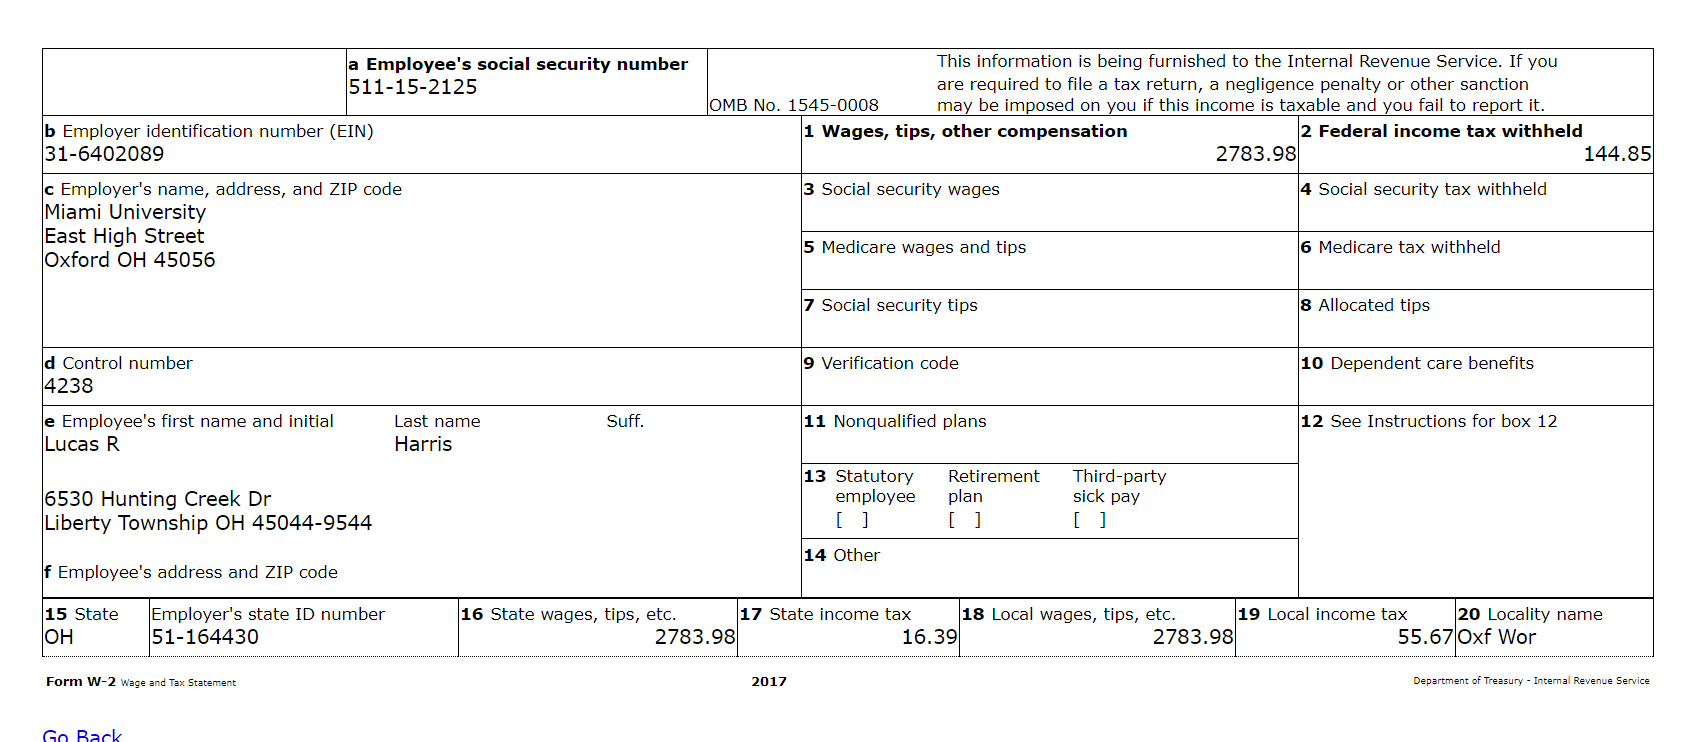 a Employee's social security number
511-15-2125
OMB No. 1545-0008
This information is being furnished to the Internal Revenue Service. If you
are required to file a tax return, a negligence penalty or other sanction
may be imposed on you if this income is taxable and you fail to report it.
b Employer identification number (EIN)
31-6402089
1 Wages, tips, other compensation
2783.98
2 Federal income tax withheld
144.85
c Employer's name, address, and ZIP code
Miami University
East High Street
Oxford OH 45056
3 Social security wages
4 Social security tax withheld
5 Medicare wages and tips
6 Medicare tax withheld
7 Social security tips
8 Allocated tips
d Control number
4238
9 Verification code
10 Dependent care benefits
e Employee's first name and initial Last name Suff.
Lucas R Harris
6530 Hunting Creek Dr
Liberty Township OH 45044-9544
f Employee's address and ZIP code
11 Nonqualified plans
12 See Instructions for box 12
13 Statutory Retirement Third-party
employee plan sick pay
[ ] [ ] [ ]
14 Other
15 State Employer's state ID number 16 State wages, tips, etc. 17 State income tax 18 Local wages, tips, etc. 19 Local income tax 20 Locality name
OH 51-164430 2783.98 16.39 2783.98 55.67 Oxf Wor
Form W-2 Wage and Tax Statement 2017 Department of Treasury - Internal Revenue Service
Go Back